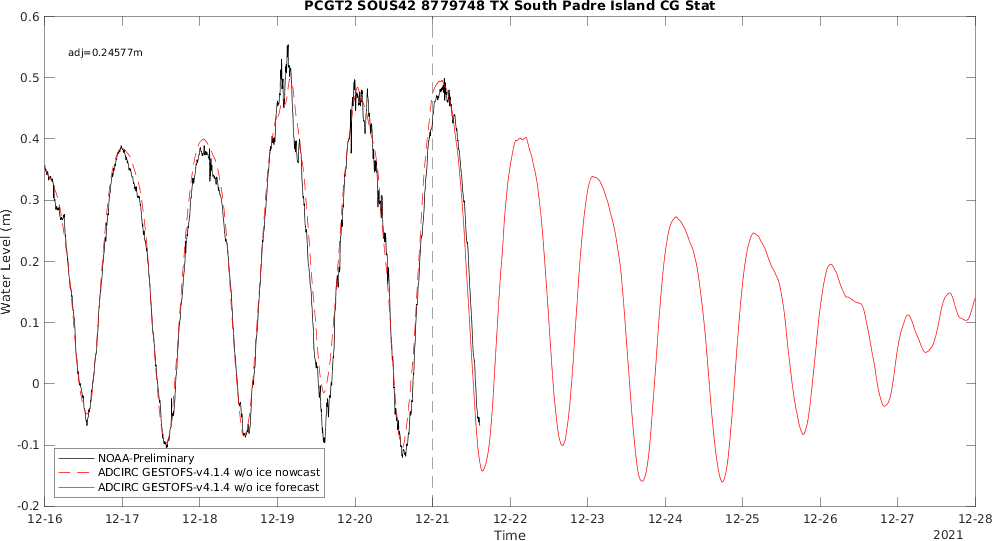 PCGT2 SOUS42 8779748 TX South Padre Island CG Stat
0.6
adj=0.24577m
0.5
0.4
0.3
0.2
0.1
0
-0.1
-0.2
Water Level (m)
NOAA-Preliminary
ADCIRC GESTOFS-v4.1.4 w/o ice nowcast
ADCIRC GESTOFS-v4.1.4 w/o ice forecast
12-16 12-17 12-18 12-19 12-20 12-21 12-22 12-23 12-24 12-25 12-26 12-27 12-28
Time
2021